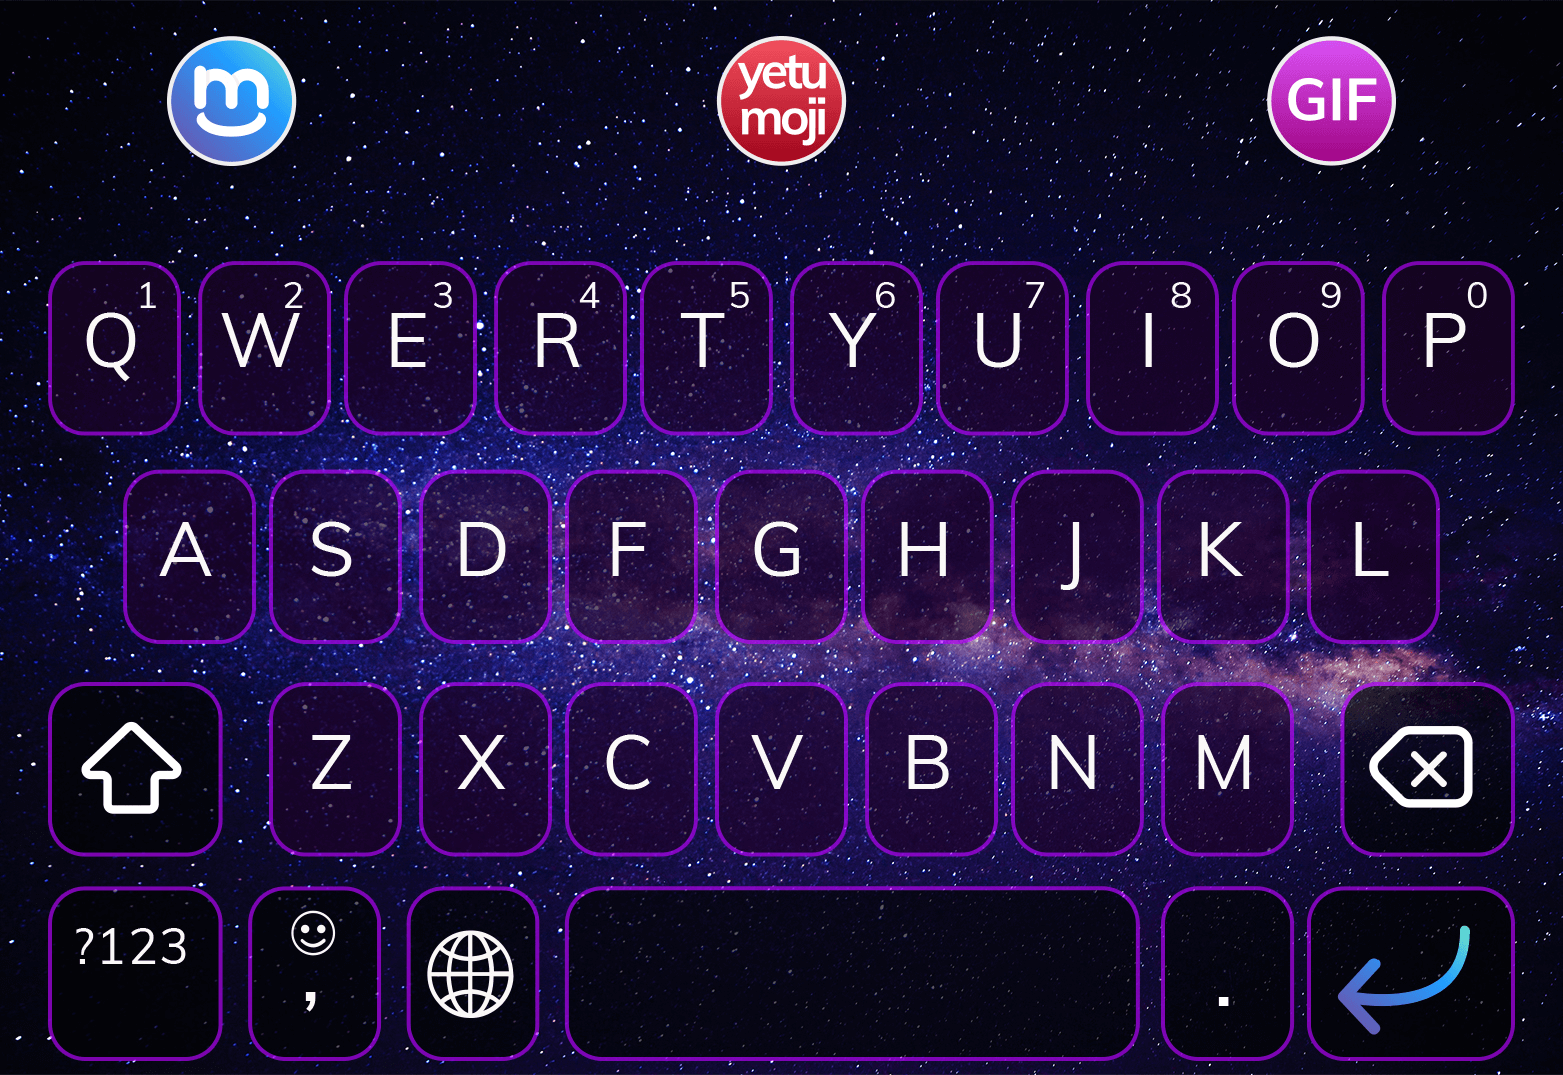 m
yetu
moji
GIF
1 2 3 4 5 6 7 8 9 0
Q W E R T Y U I O P
A S D F G H J K L
Z X C V B N M
?123 , .